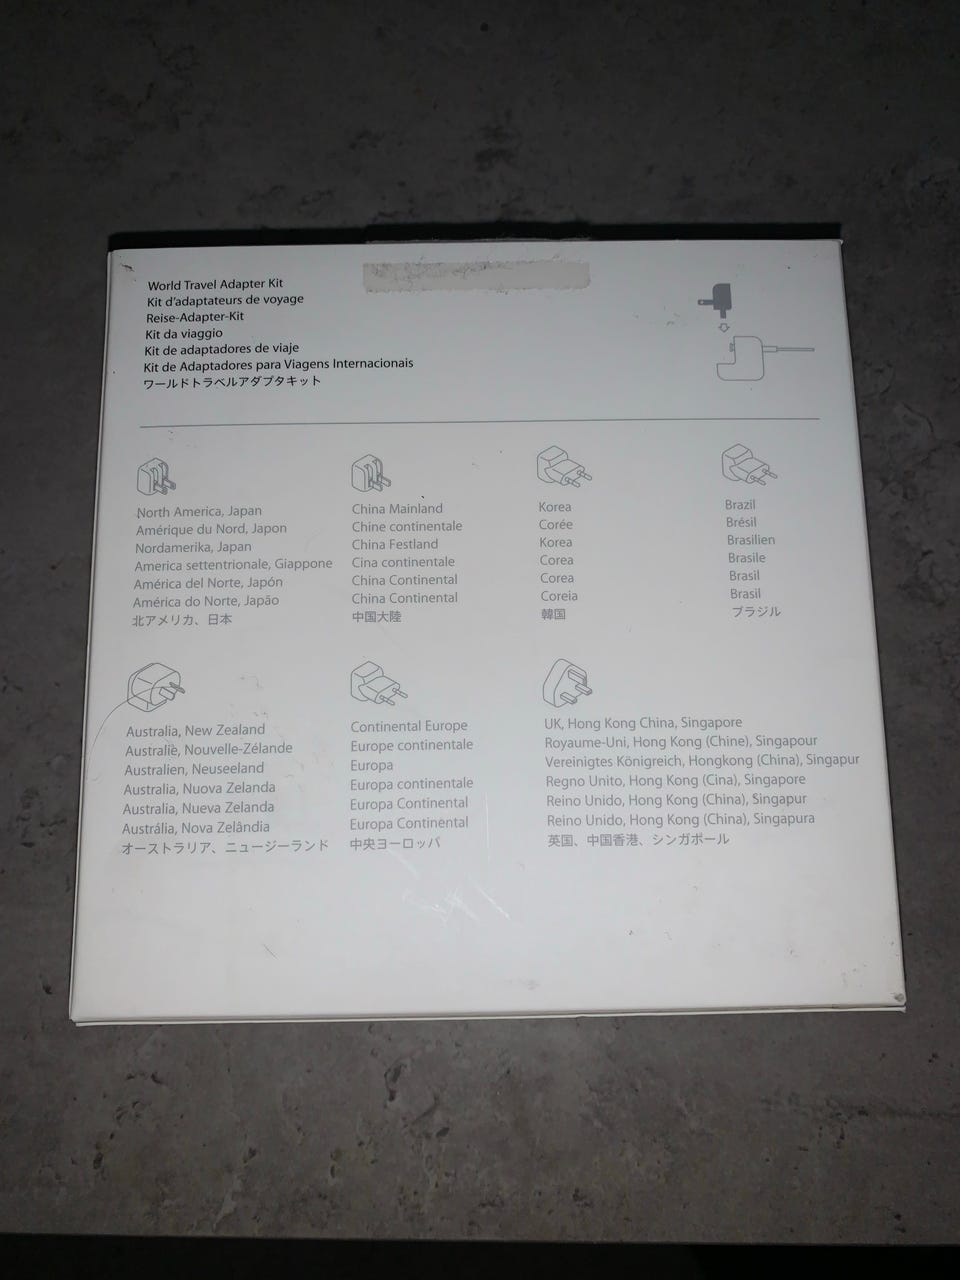 World Travel Adapter Kit
Kit d'adaptateurs de voyage
Reise-Adapter-Kit
Kit da viaggio
Kit de adaptadores de viaje
Kit de Adaptadores para Viagens Internacionais
ワールドトラベルアダプタキット
North America, Japan
Amérique du Nord, Japon
Nordamerika, Japan
America settentrionale, Giappone
América del Norte, Japón
América do Norte, Japão
北アメリカ、日本
China Mainland
Chine continentale
China Festland
Cina continentale
China Continental
China Continental
中国大陸
Korea
Corée
Korea
Corea
Corea
Coreia
韓国
Brazil
Brésil
Brasilien
Brasile
Brasil
Brasil
ブラジル
Australia, New Zealand
Australie, Nouvelle-Zélande
Australien, Neuseeland
Australia, Nuova Zelanda
Australia, Nueva Zelanda
Austrália, Nova Zelândia
オーストラリア、ニュージーランド
Continental Europe
Europe continentale
Europa
Europa continentale
Europa Continental
Europa Continental
中央ヨーロッパ
UK, Hong Kong China, Singapore
Royaume-Uni, Hong Kong (Chine), Singapour
Vereinigtes Königreich, Hongkong (China), Singapur
Regno Unito, Hong Kong (Cina), Singapore
Reino Unido, Hong Kong (China), Singapur
Reino Unido, Hong Kong (China), Singapura
英国、中国香港、シンガポール